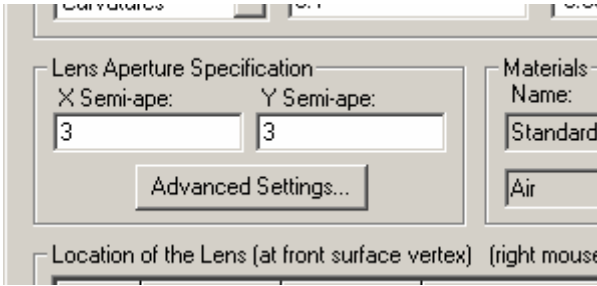 Curvatures
Lens Aperture Specification
X Semi-ape:
Y Semi-ape:
3
3
Advanced Settings...
Materials
Name:
Standard
Air
Location of the Lens (at front surface vertex) (right mouse